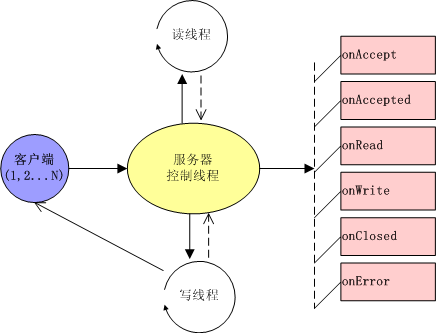 读线程
onAccept
onAccepted
客户端
(1,2...N)
服务器
控制线程
onRead
onWrite
onClosed
onError
写线程